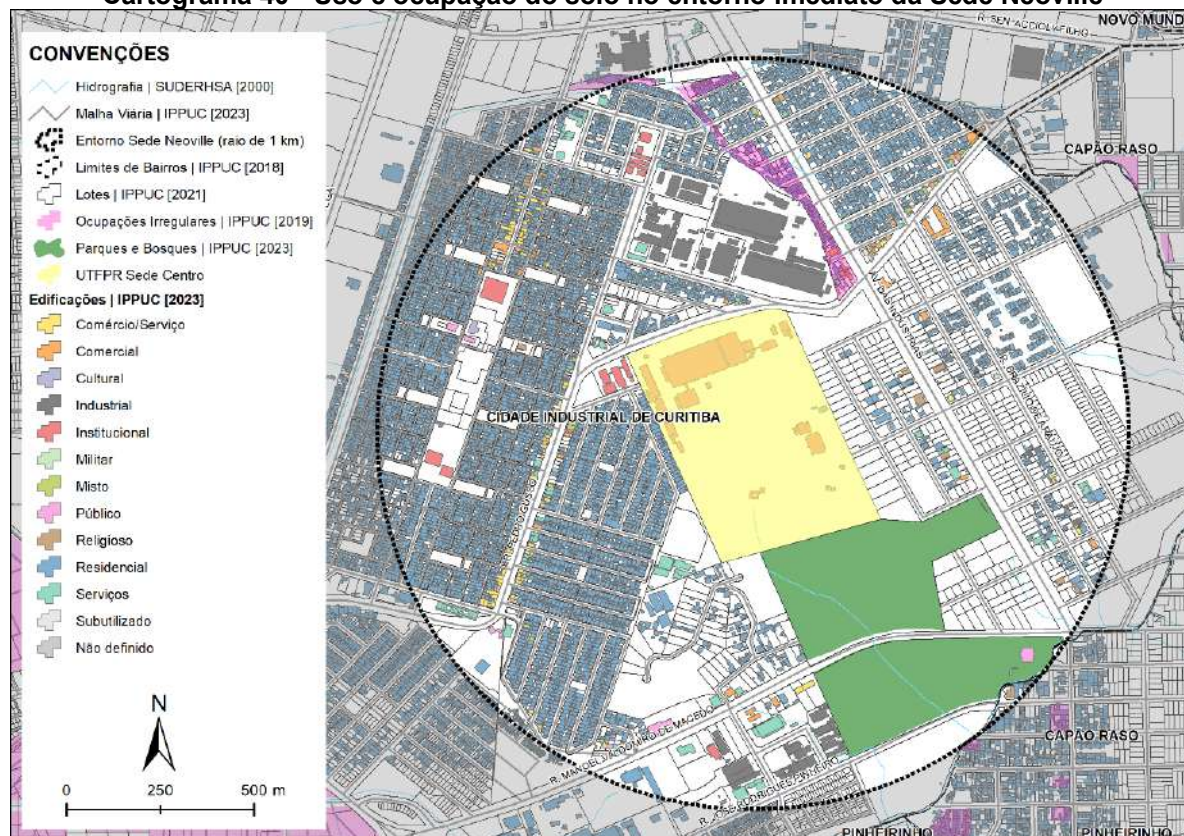 Cartograma 40 - Uso e ocupação do solo no entorno imediato da Sede Neoville
CONVENÇÕES
Hidrografia | SUDERHSA [2000]
Malha Viária | IPPUC [2023]
Entorno Sede Neoville (raio de 1 km)
Limites de Bairros | IPPUC [2018]
Lotes | IPPUC [2021]
Ocupações Irregulares | IPPUC [2019]
Parques e Bosques | IPPUC [2023]
UTFPR Sede Centro
Edificações | IPPUC [2023]
Comércio/Serviço
Comercial
Cultural
Industrial
Institucional
Militar
Misto
Público
Religioso
Residencial
Serviços
Subutilizado
Não definido
N
0 250 500 m
R. SEN. ACCIOLY FILHO
NOVO MUND
CAPÃO RASO
CIDADE INDUSTRIAL DE CURITIBA
R. MANOEL VALDOMIRO DE MACEDO
CAPÃO RASO
PINHEIRINHO
PINHEIRINHO